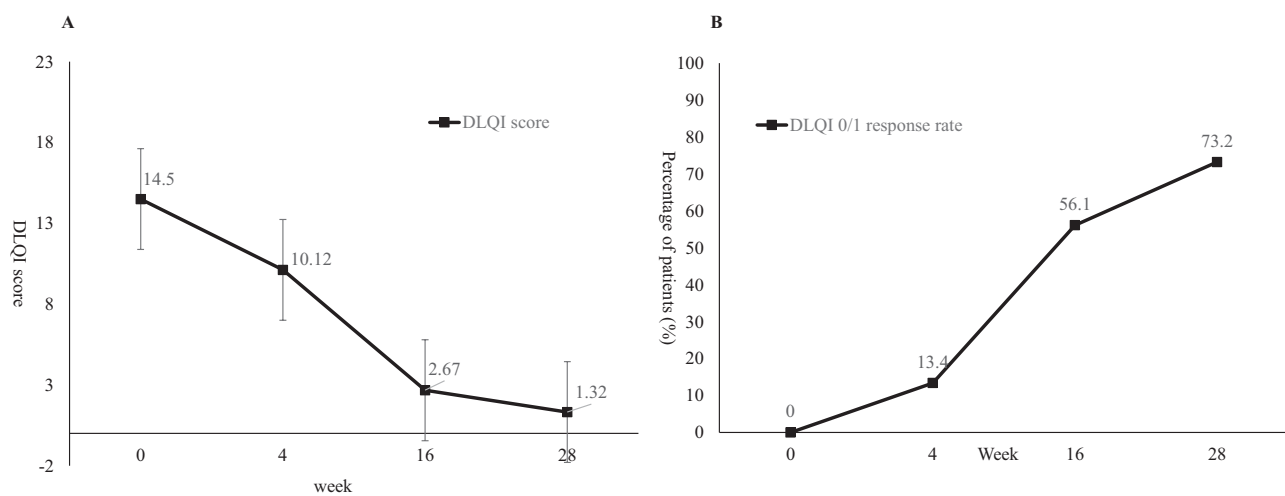 A
23
18
13
8
3
-2
DLQI score
DLQI score
14.5
10.12
2.67
1.32
0 4 16 28
week
B
100
90
80
70
60
50
40
30
20
10
0
Percentage of patients (%)
DLQI 0/1 response rate
0
13.4
56.1
73.2
0 4 Week 16 28